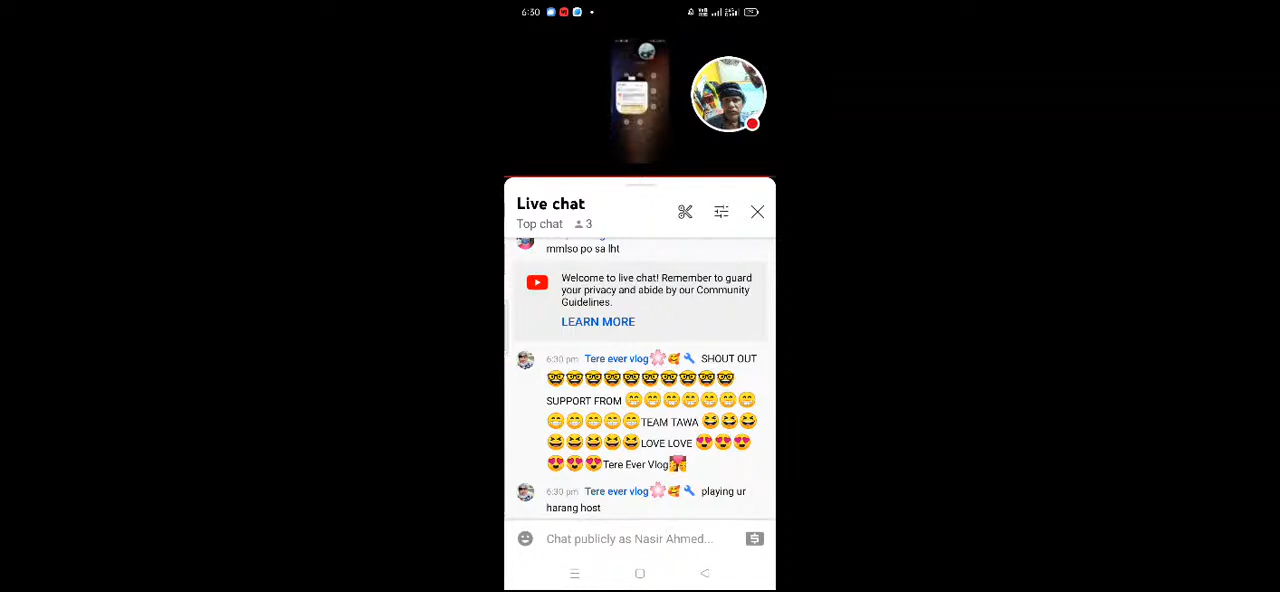 6:30
Live chat
Top chat 3
mmlso po sa lht
Welcome to live chat! Remember to guard
your privacy and abide by our Community
Guidelines.
LEARN MORE
6:30 pm Tere ever vlog🌸🥰🔧 SHOUT OUT
🤓🤓🤓🤓🤓🤓🤓🤓🤓🤓
SUPPORT FROM 😁😁😁😁😁😁😁
😁😁😁😁😁TEAM TAWA 😆😆😆
😆😆😆😆😆LOVE LOVE 😍😍😍
😍😍😍Tere Ever Vlog
6:30 pm Tere ever vlog🌸🥰🔧 playing ur
harang host
Chat publicly as Nasir Ahmed...